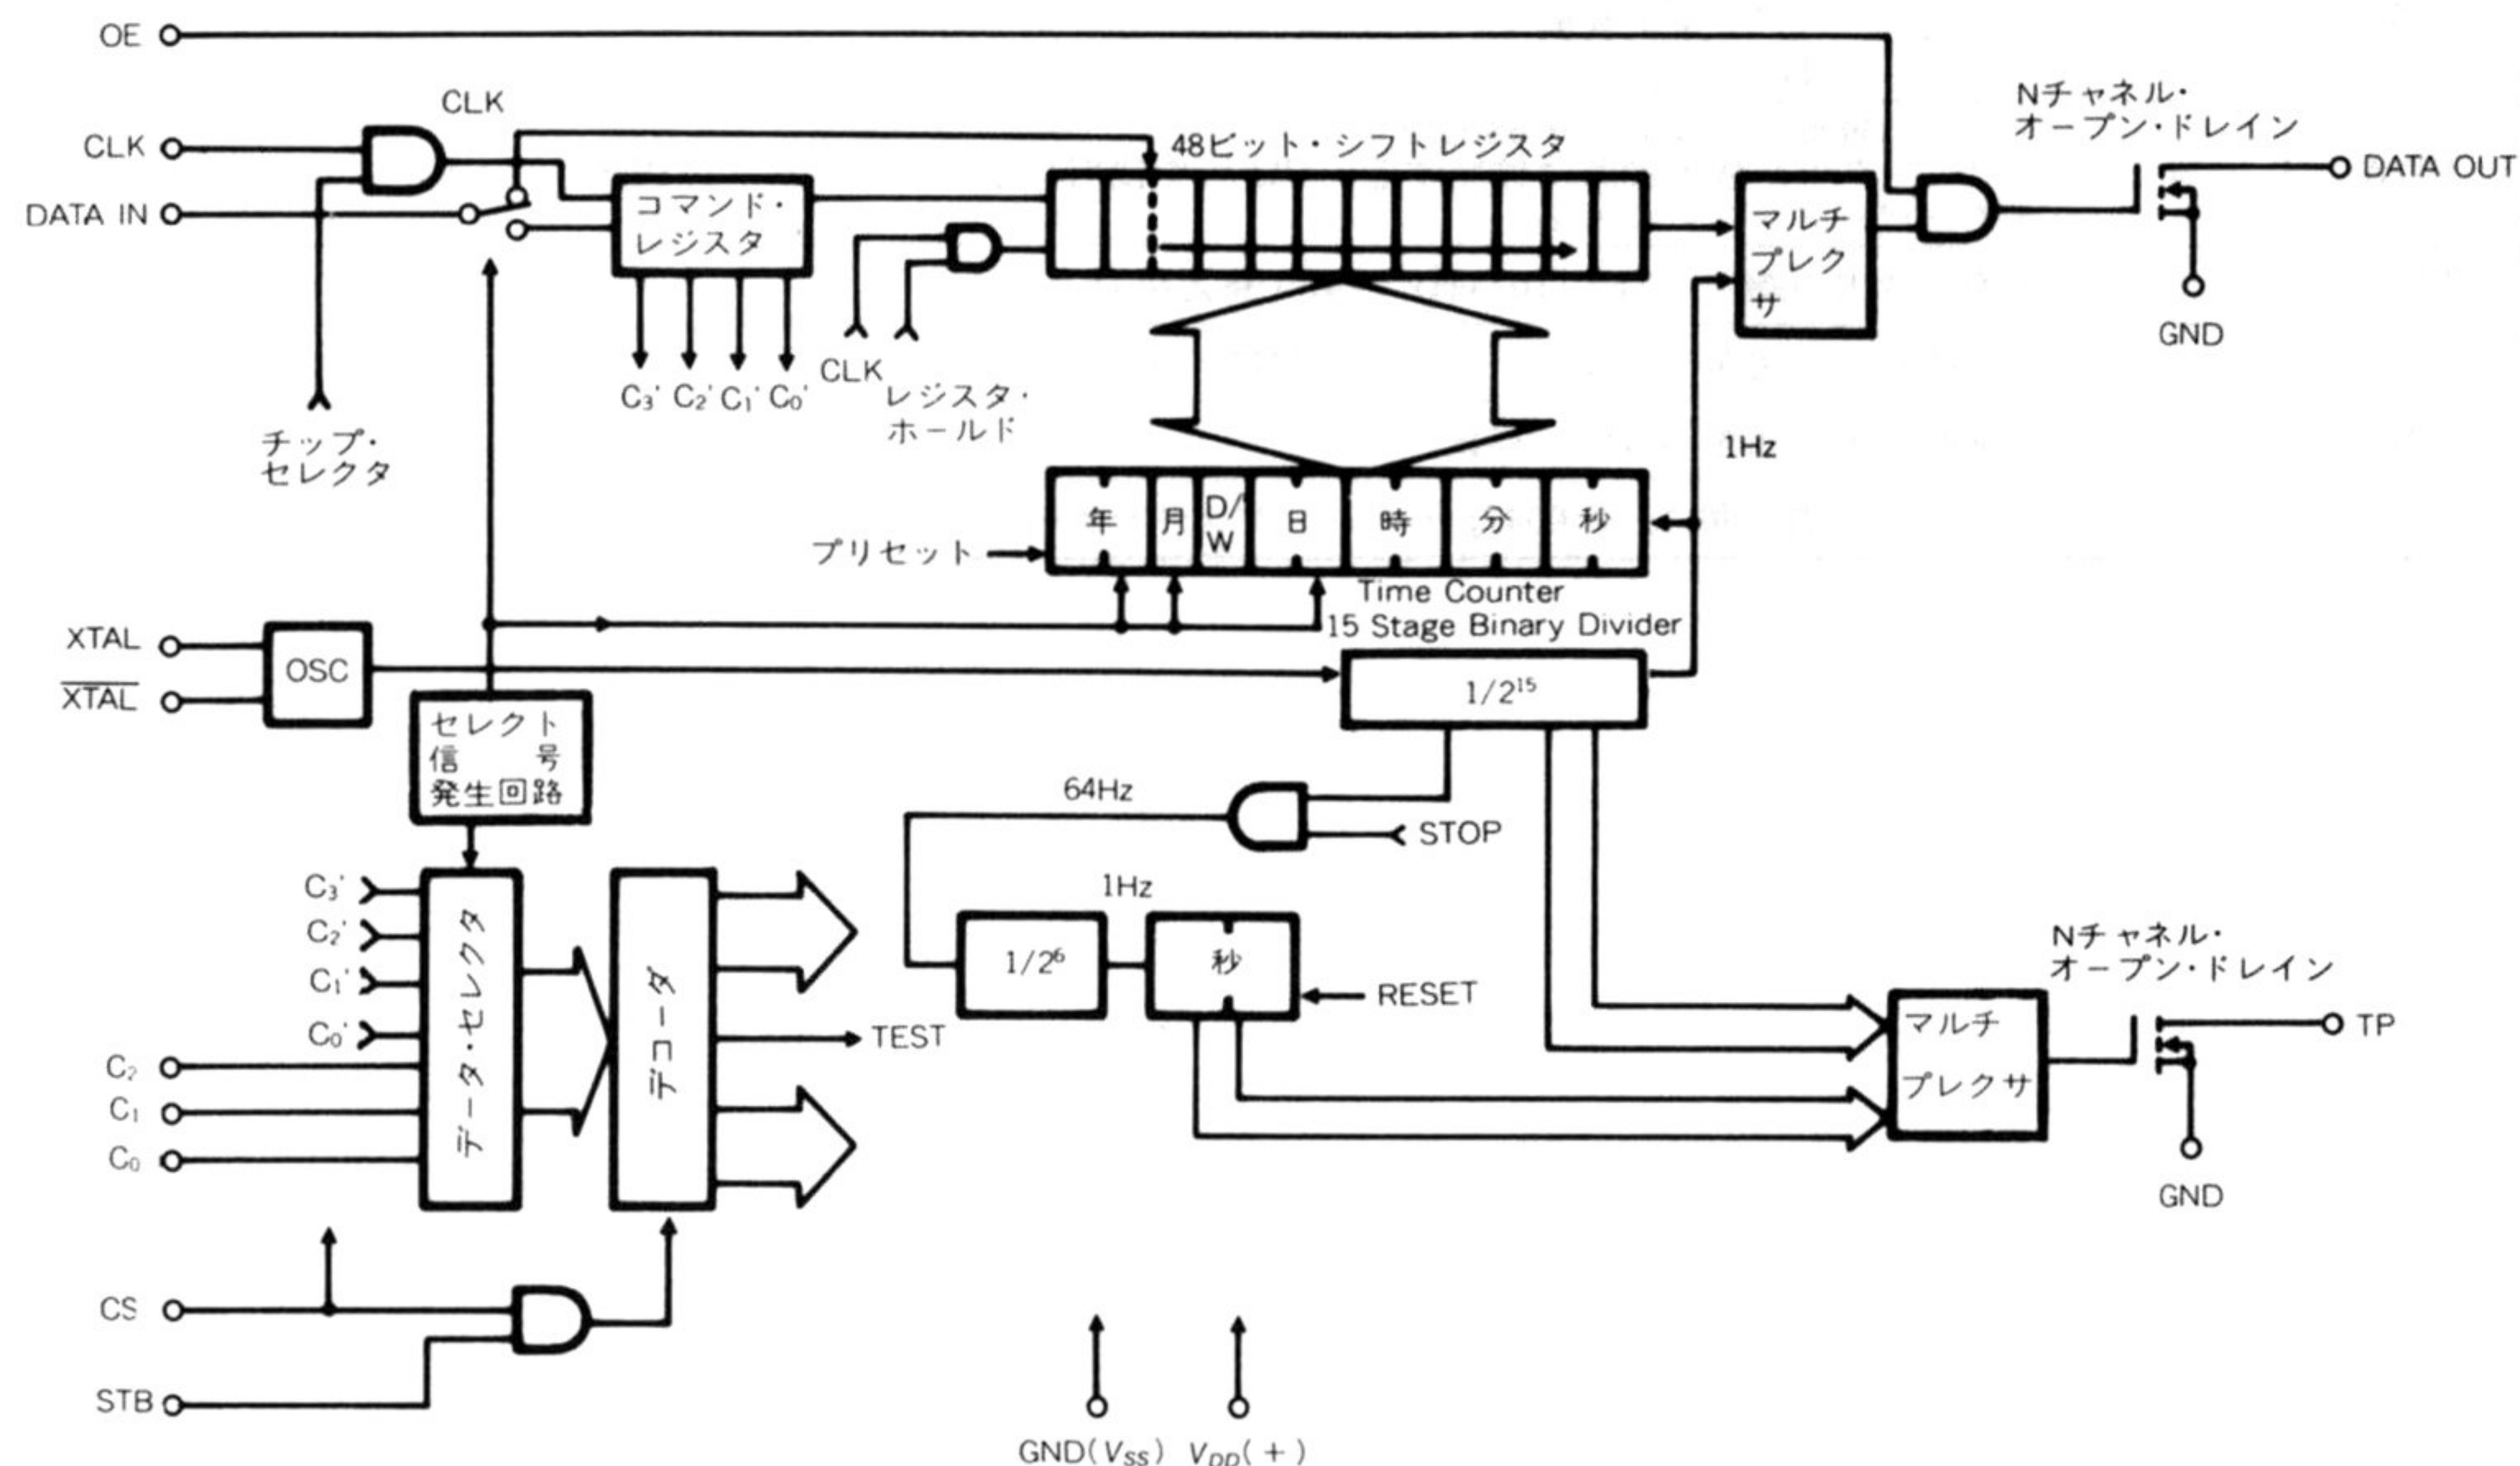 OE
CLK
Nチャネル・
オープン・ドレイン
CLK
48ビット・シフトレジスタ
DATA OUT
DATA IN
コマンド・
レジスタ
マルチ
プレク
サ
GND
C₃' C₂' C₁' C₀'
CLK
レジスタ・
ホールド
チップ・
セレクタ
1Hz
年 月 D/W 日 時 分 秒
プリセット
Time Counter
15 Stage Binary Divider
XTAL
OSC
X̅T̅A̅L̅
1/2¹⁵
セレクト
信号
発生回路
64Hz
STOP
1Hz
C₃'
C₂'
C₁'
C₀'
C₂
C₁
C₀
データ・セレクタ
デコーダ
TEST
1/2⁶
秒
RESET
Nチャネル・
オープン・ドレイン
マルチ
プレクサ
TP
GND
CS
STB
GND(VSS) VDD(+)